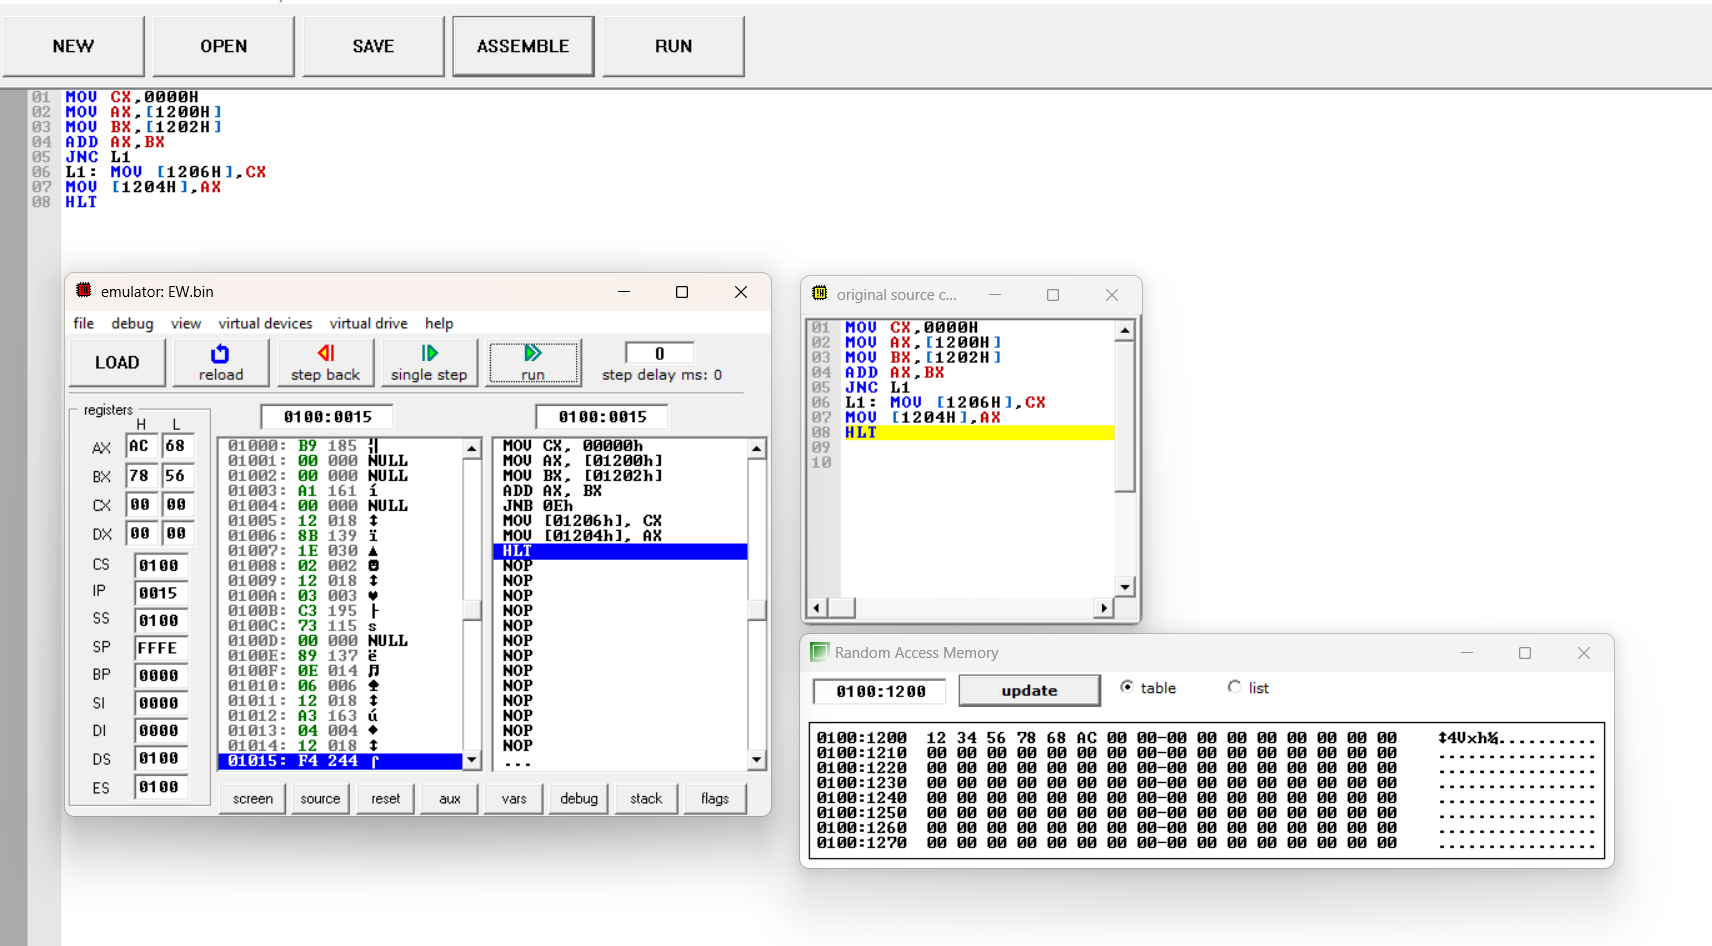 NEW OPEN SAVE ASSEMBLE RUN
01 MOV CX,0000H
02 MOV AX,[1200H]
03 MOV BX,[1202H]
04 ADD AX,BX
05 JNC L1
06 L1: MOV [1206H],CX
07 MOV [1204H],AX
08 HLT
emulator: EW.bin
file debug view virtual devices virtual drive help
LOAD reload step back single step run 0
step delay ms: 0
registers
H L
AX AC 68
BX 78 56
CX 00 00
DX 00 00
CS 0100
IP 0015
SS 0100
SP FFFE
BP 0000
SI 0000
DI 0000
DS 0100
ES 0100
0100:0015
01000: B9 185 ╣
01001: 00 000 NULL
01002: 00 000 NULL
01003: A1 161 í
01004: 00 000 NULL
01005: 12 018 ↕
01006: 8B 139 ï
01007: 1E 030 ▲
01008: 02 002 ☻
01009: 12 018 ↕
0100A: 03 003 ♥
0100B: C3 195 ├
0100C: 73 115 s
0100D: 00 000 NULL
0100E: 89 137 ë
0100F: 0E 014 ♫
01010: 06 006 ♠
01011: 12 018 ↕
01012: A3 163 ú
01013: 04 004 ♦
01014: 12 018 ↕
01015: F4 244 ⌠
0100:0015
MOV CX, 00000h
MOV AX, [01200h]
MOV BX, [01202h]
ADD AX, BX
JNB 0Eh
MOV [01206h], CX
MOV [01204h], AX
HLT
NOP
NOP
NOP
NOP
NOP
NOP
NOP
NOP
NOP
NOP
NOP
NOP
NOP
...
screen source reset aux vars debug stack flags
original source c...
01 MOV CX,0000H
02 MOV AX,[1200H]
03 MOV BX,[1202H]
04 ADD AX,BX
05 JNC L1
06 L1: MOV [1206H],CX
07 MOV [1204H],AX
08 HLT
09
10
Random Access Memory
0100:1200 update table list
0100:1200 12 34 56 78 68 AC 00 00-00 00 00 00 00 00 00 00 ↕4Vxh¼..........
0100:1210 00 00 00 00 00 00 00 00-00 00 00 00 00 00 00 00 ................
0100:1220 00 00 00 00 00 00 00 00-00 00 00 00 00 00 00 00 ................
0100:1230 00 00 00 00 00 00 00 00-00 00 00 00 00 00 00 00 ................
0100:1240 00 00 00 00 00 00 00 00-00 00 00 00 00 00 00 00 ................
0100:1250 00 00 00 00 00 00 00 00-00 00 00 00 00 00 00 00 ................
0100:1260 00 00 00 00 00 00 00 00-00 00 00 00 00 00 00 00 ................
0100:1270 00 00 00 00 00 00 00 00-00 00 00 00 00 00 00 00 ................